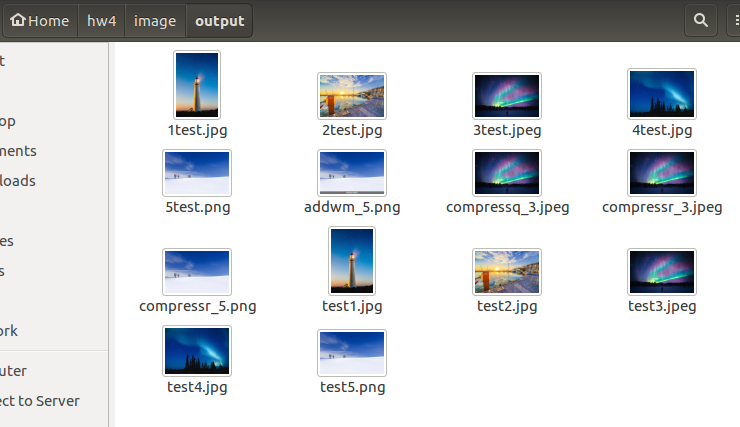 Home hw4 image output
t
op
ments
loads
es
s
ork
uter
ect to Server
1test.jpg 2test.jpg 3test.jpeg 4test.jpg
5test.png addwm_5.png compressq_3.jpeg compressr_3.jpeg
compressr_5.png test1.jpg test2.jpg test3.jpeg
test4.jpg test5.png